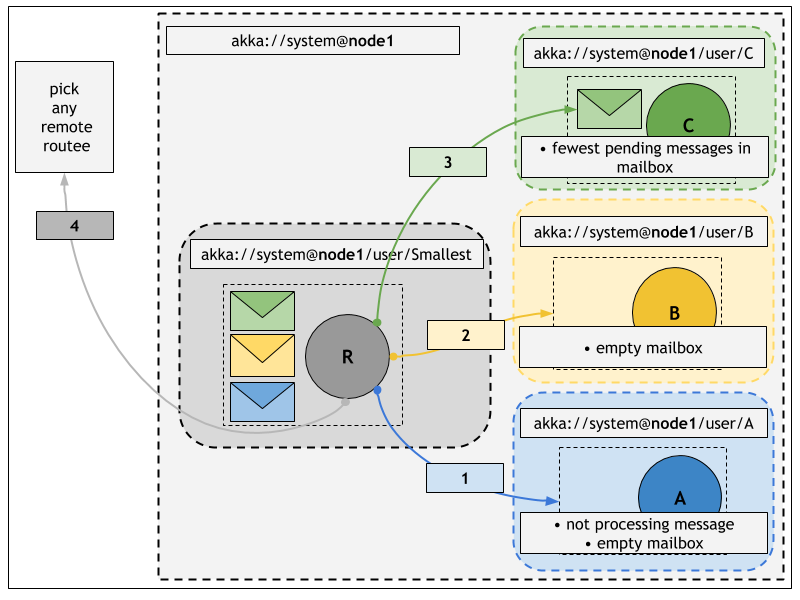 akka://system@node1
pick
any
remote
routee
4
akka://system@node1/user/Smallest
R
3
akka://system@node1/user/C
C
• fewest pending messages in
mailbox
2
akka://system@node1/user/B
B
• empty mailbox
1
akka://system@node1/user/A
A
• not processing message
• empty mailbox